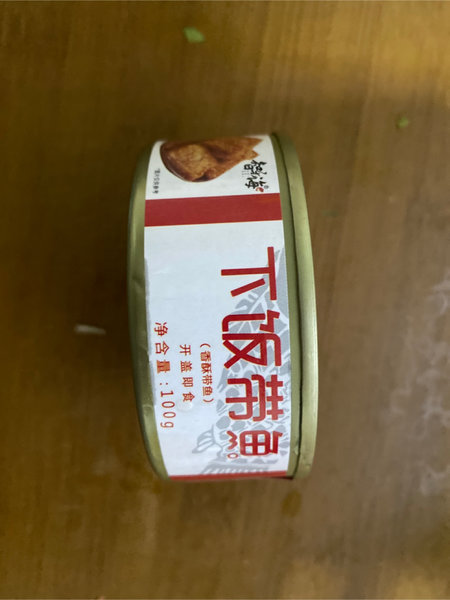 下饭带鱼
（香酥带鱼）
开盖即食
净含量:100g